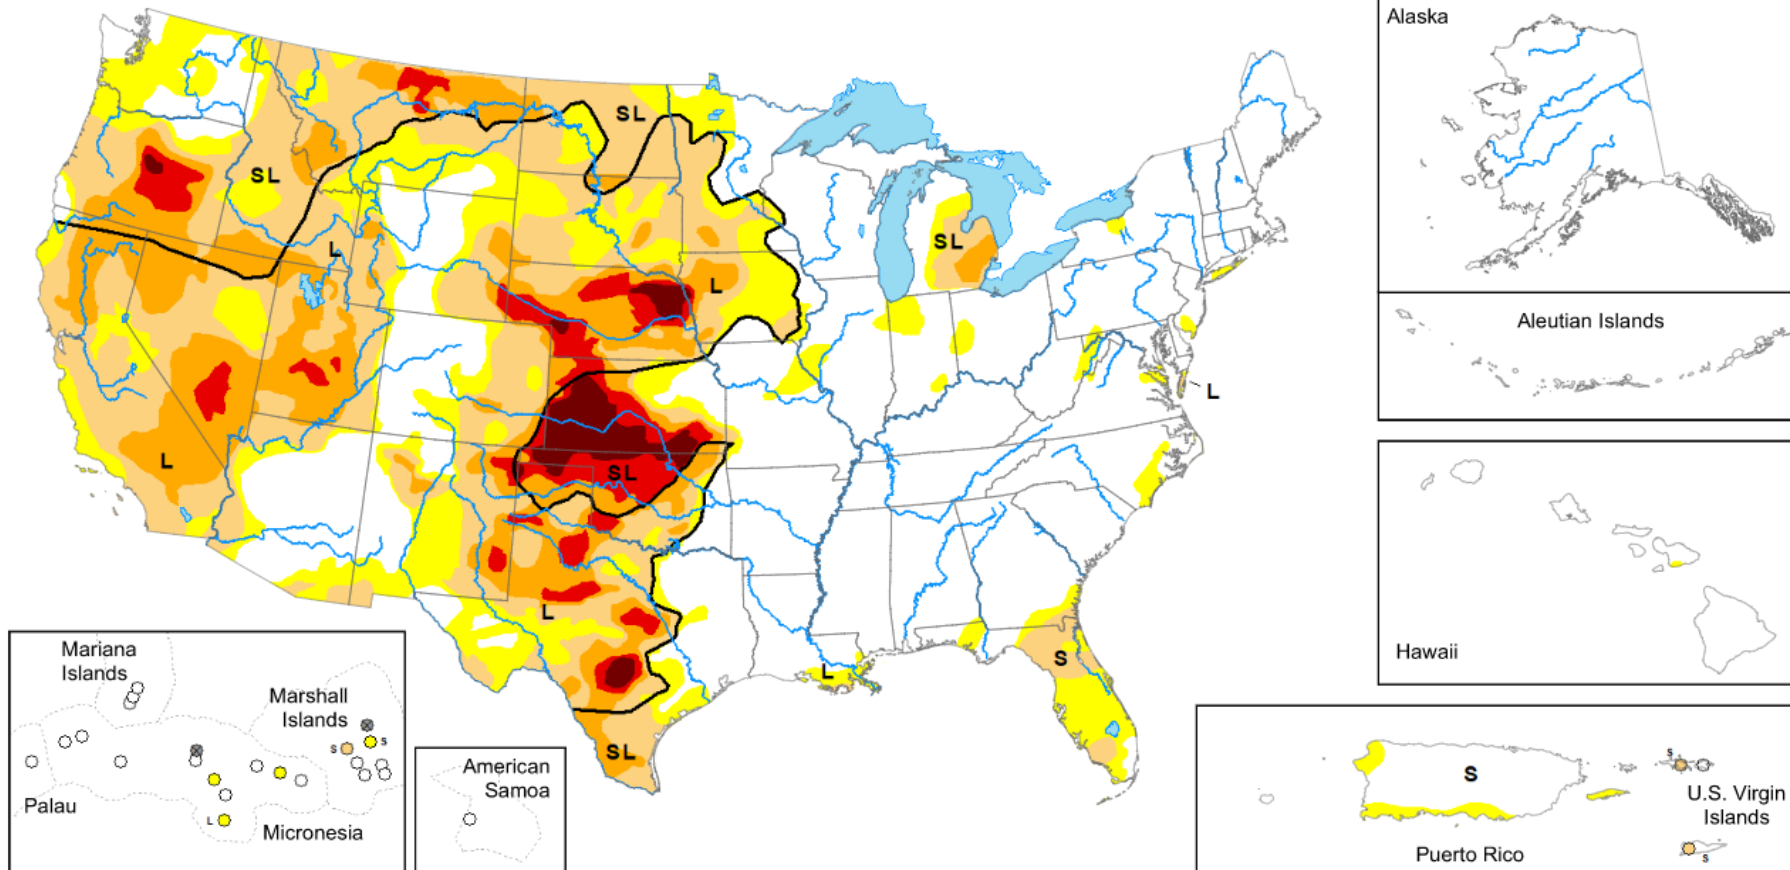 Alaska
Aleutian Islands
Hawaii
SL
SL
L
SL
L
L
L
SL
L
L
S
SL
Mariana
Islands
Marshall
Islands
S
S
Palau
L
Micronesia
American
Samoa
S
S
U.S. Virgin
Islands
Puerto Rico
S